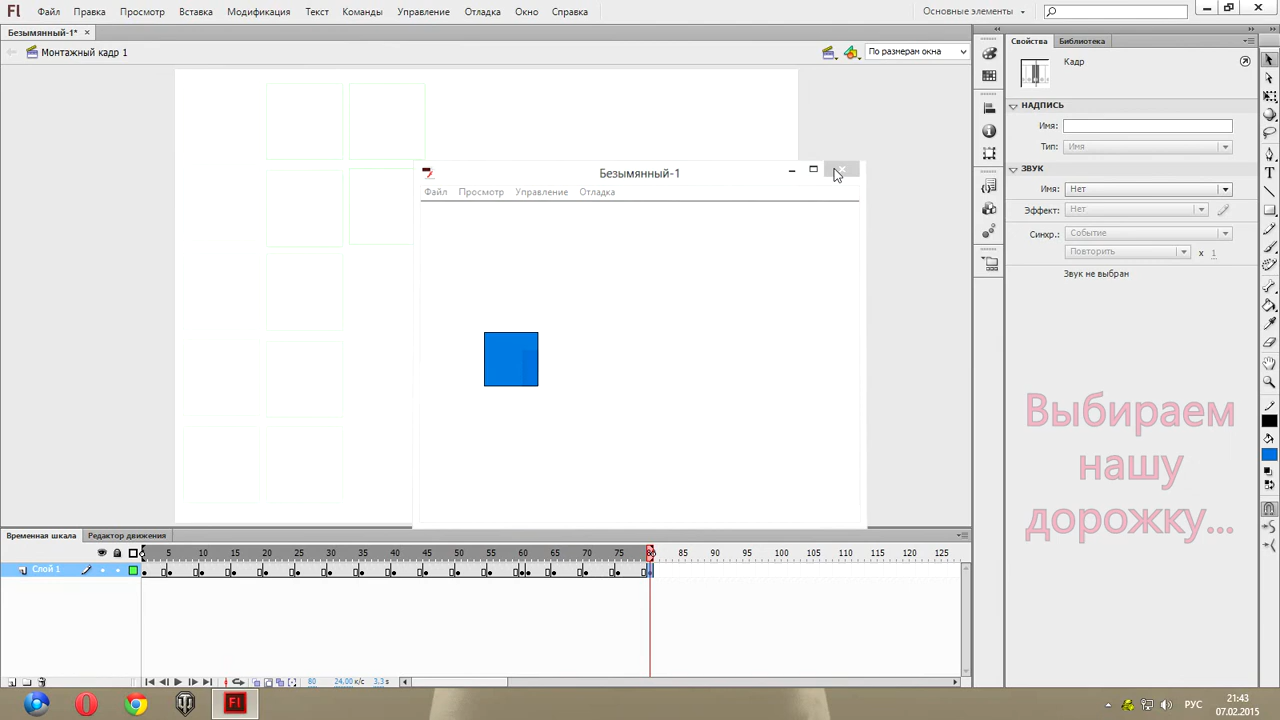 Fl Файл Правка Просмотр Вставка Модификация Текст Команды Управление Отладка Окно Справка Основные элементы
Безымянный-1* ×
Монтажный кадр 1 По размерам окна
Свойства Библиотека
Кадр
НАДПИСЬ
Имя:
Тип: Имя
ЗВУК
Имя: Нет
Эффект: Нет
Синхр.: Событие
Повторить x 1
Звук не выбран
Безымянный-1
Файл Просмотр Управление Отладка
Выбираем
нашу
дорожку...
Временная шкала Редактор движения
5 10 15 20 25 30 35 40 45 50 55 60 65 70 75 80 85 90 95 100 105 110 115 120 125
Слой 1
80 24,00 к/с 3,3 s
Fl РУС 21:43
07.02.2015